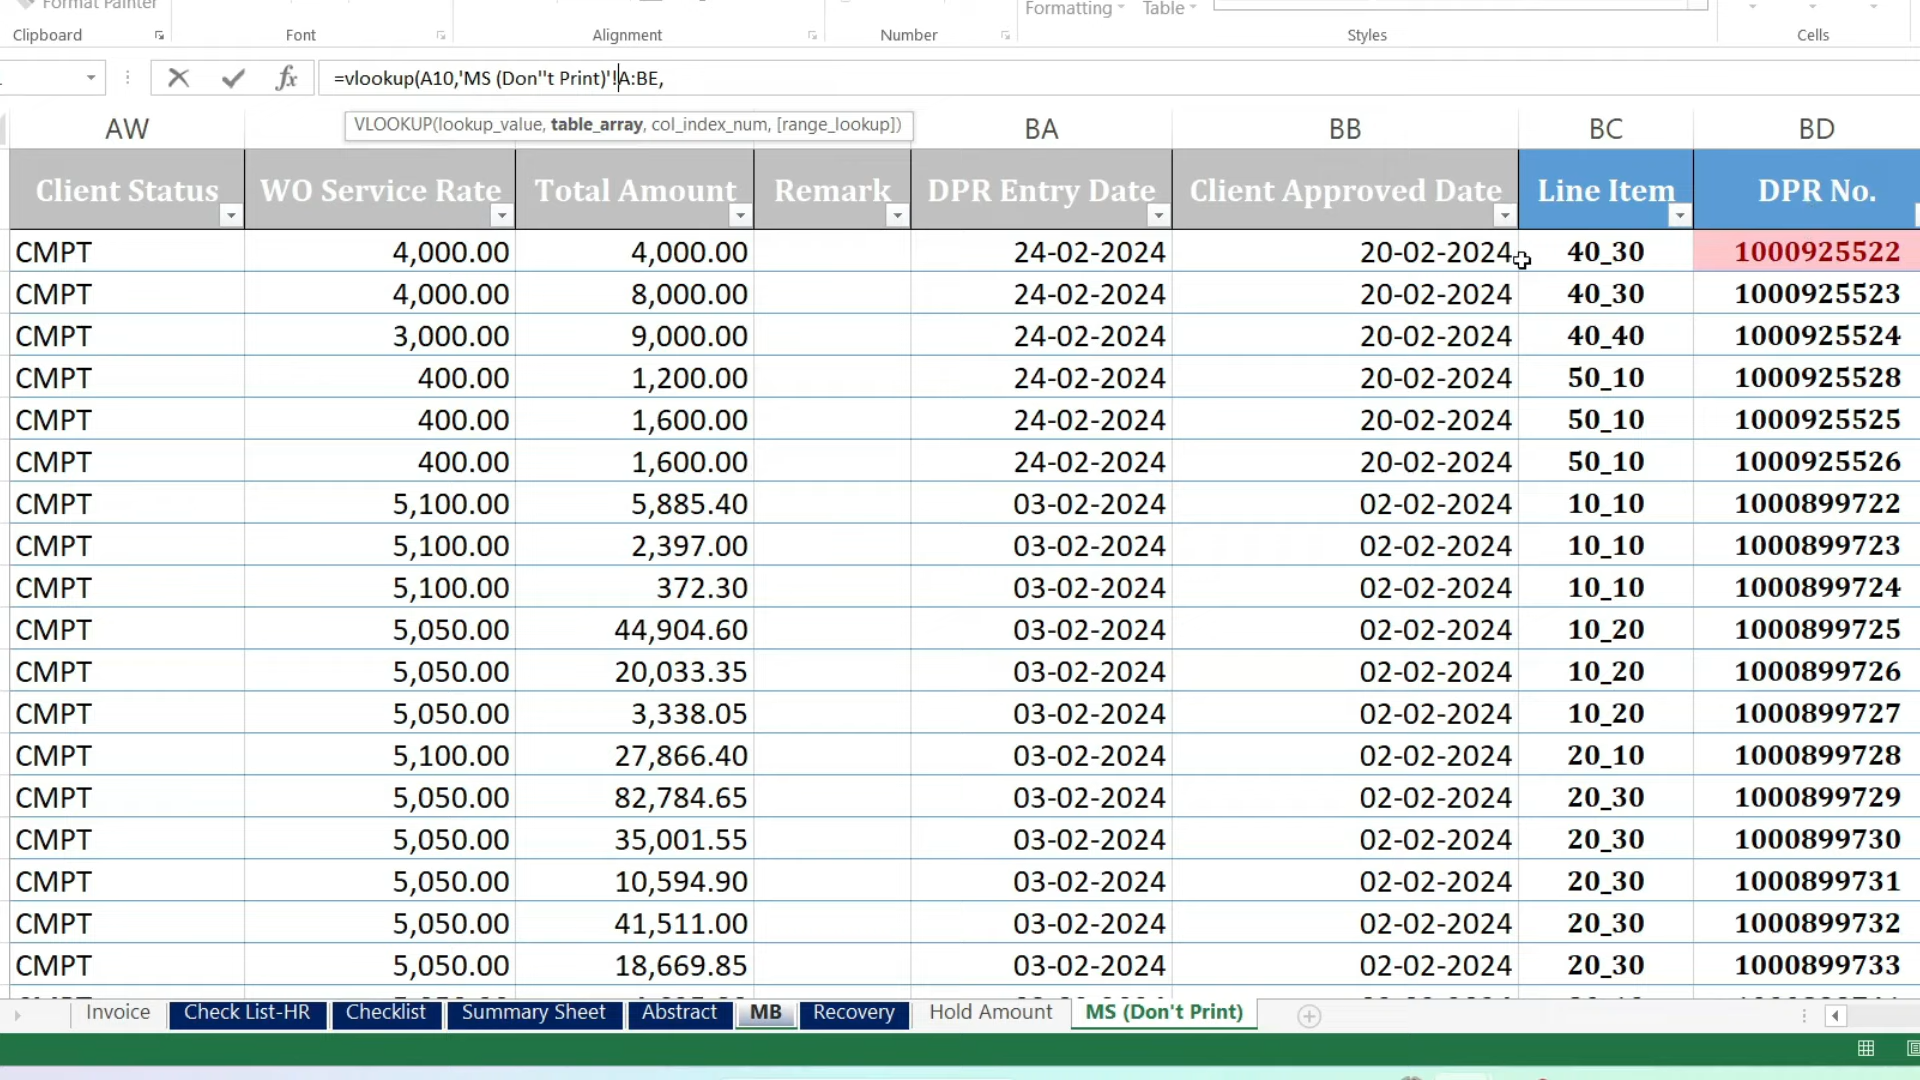 Format Painter
Formatting Table
Clipboard Font Alignment Number Styles Cells
fx =vlookup(A10,'MS (Don''t Print)'!A:BE,
VLOOKUP(lookup_value, table_array, col_index_num, [range_lookup])
AW BA BB BC BD
Client Status WO Service Rate Total Amount Remark DPR Entry Date Client Approved Date Line Item DPR No.
CMPT 4,000.00 4,000.00 24-02-2024 20-02-2024 40_30 1000925522
CMPT 4,000.00 8,000.00 24-02-2024 20-02-2024 40_30 1000925523
CMPT 3,000.00 9,000.00 24-02-2024 20-02-2024 40_40 1000925524
CMPT 400.00 1,200.00 24-02-2024 20-02-2024 50_10 1000925528
CMPT 400.00 1,600.00 24-02-2024 20-02-2024 50_10 1000925525
CMPT 400.00 1,600.00 24-02-2024 20-02-2024 50_10 1000925526
CMPT 5,100.00 5,885.40 03-02-2024 02-02-2024 10_10 1000899722
CMPT 5,100.00 2,397.00 03-02-2024 02-02-2024 10_10 1000899723
CMPT 5,100.00 372.30 03-02-2024 02-02-2024 10_10 1000899724
CMPT 5,050.00 44,904.60 03-02-2024 02-02-2024 10_20 1000899725
CMPT 5,050.00 20,033.35 03-02-2024 02-02-2024 10_20 1000899726
CMPT 5,050.00 3,338.05 03-02-2024 02-02-2024 10_20 1000899727
CMPT 5,100.00 27,866.40 03-02-2024 02-02-2024 20_10 1000899728
CMPT 5,050.00 82,784.65 03-02-2024 02-02-2024 20_30 1000899729
CMPT 5,050.00 35,001.55 03-02-2024 02-02-2024 20_30 1000899730
CMPT 5,050.00 10,594.90 03-02-2024 02-02-2024 20_30 1000899731
CMPT 5,050.00 41,511.00 03-02-2024 02-02-2024 20_30 1000899732
CMPT 5,050.00 18,669.85 03-02-2024 02-02-2024 20_30 1000899733
Invoice Check List-HR Checklist Summary Sheet Abstract MB Recovery Hold Amount MS (Don't Print)